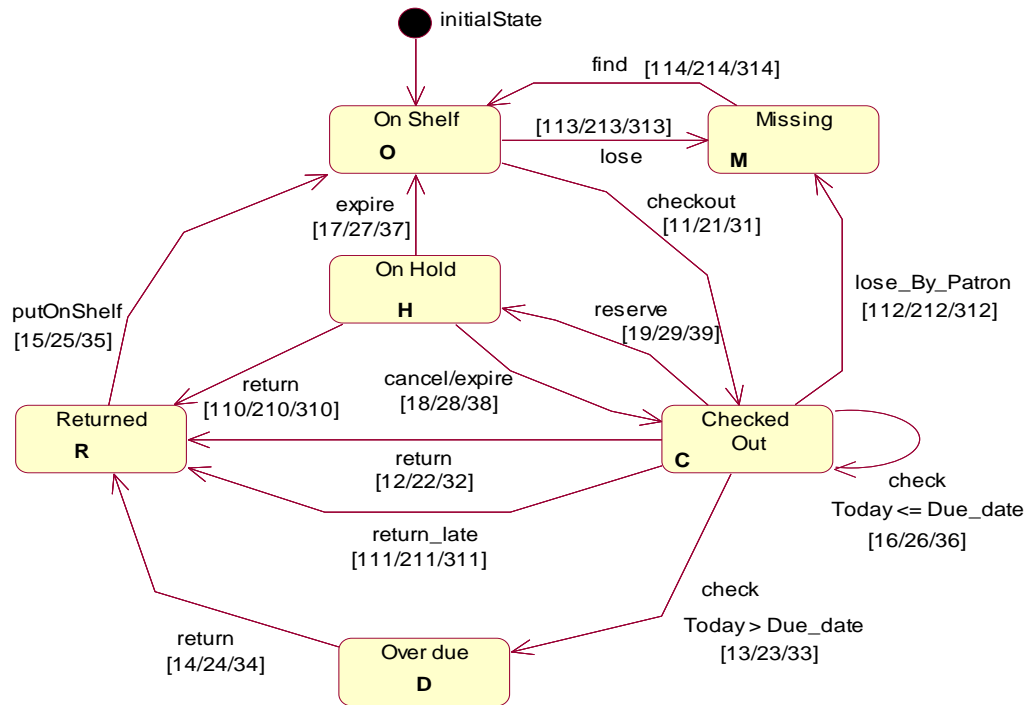 initialState
find
[114/214/314]
On Shelf
O
[113/213/313]
lose
Missing
M
expire
[17/27/37]
checkout
[11/21/31]
On Hold
H
lose_By_Patron
[112/212/312]
putOnShelf
[15/25/35]
reserve
[19/29/39]
return
[110/210/310]
cancel/expire
[18/28/38]
Returned
R
Checked
Out
C
return
[12/22/32]
check
Today <= Due_date
[16/26/36]
return_late
[111/211/311]
check
Today > Due_date
[13/23/33]
return
[14/24/34]
Over due
D